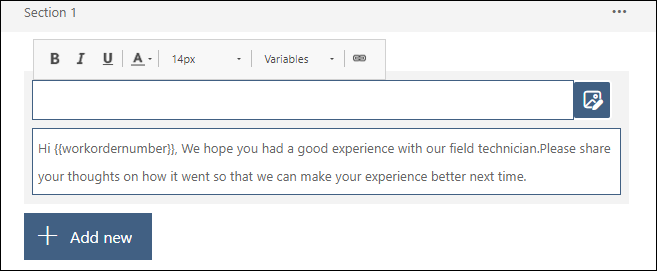 Section 1
B I U A 14px Variables
Hi {{workordernumber}}, We hope you had a good experience with our field technician.Please share
your thoughts on how it went so that we can make your experience better next time.
Add new